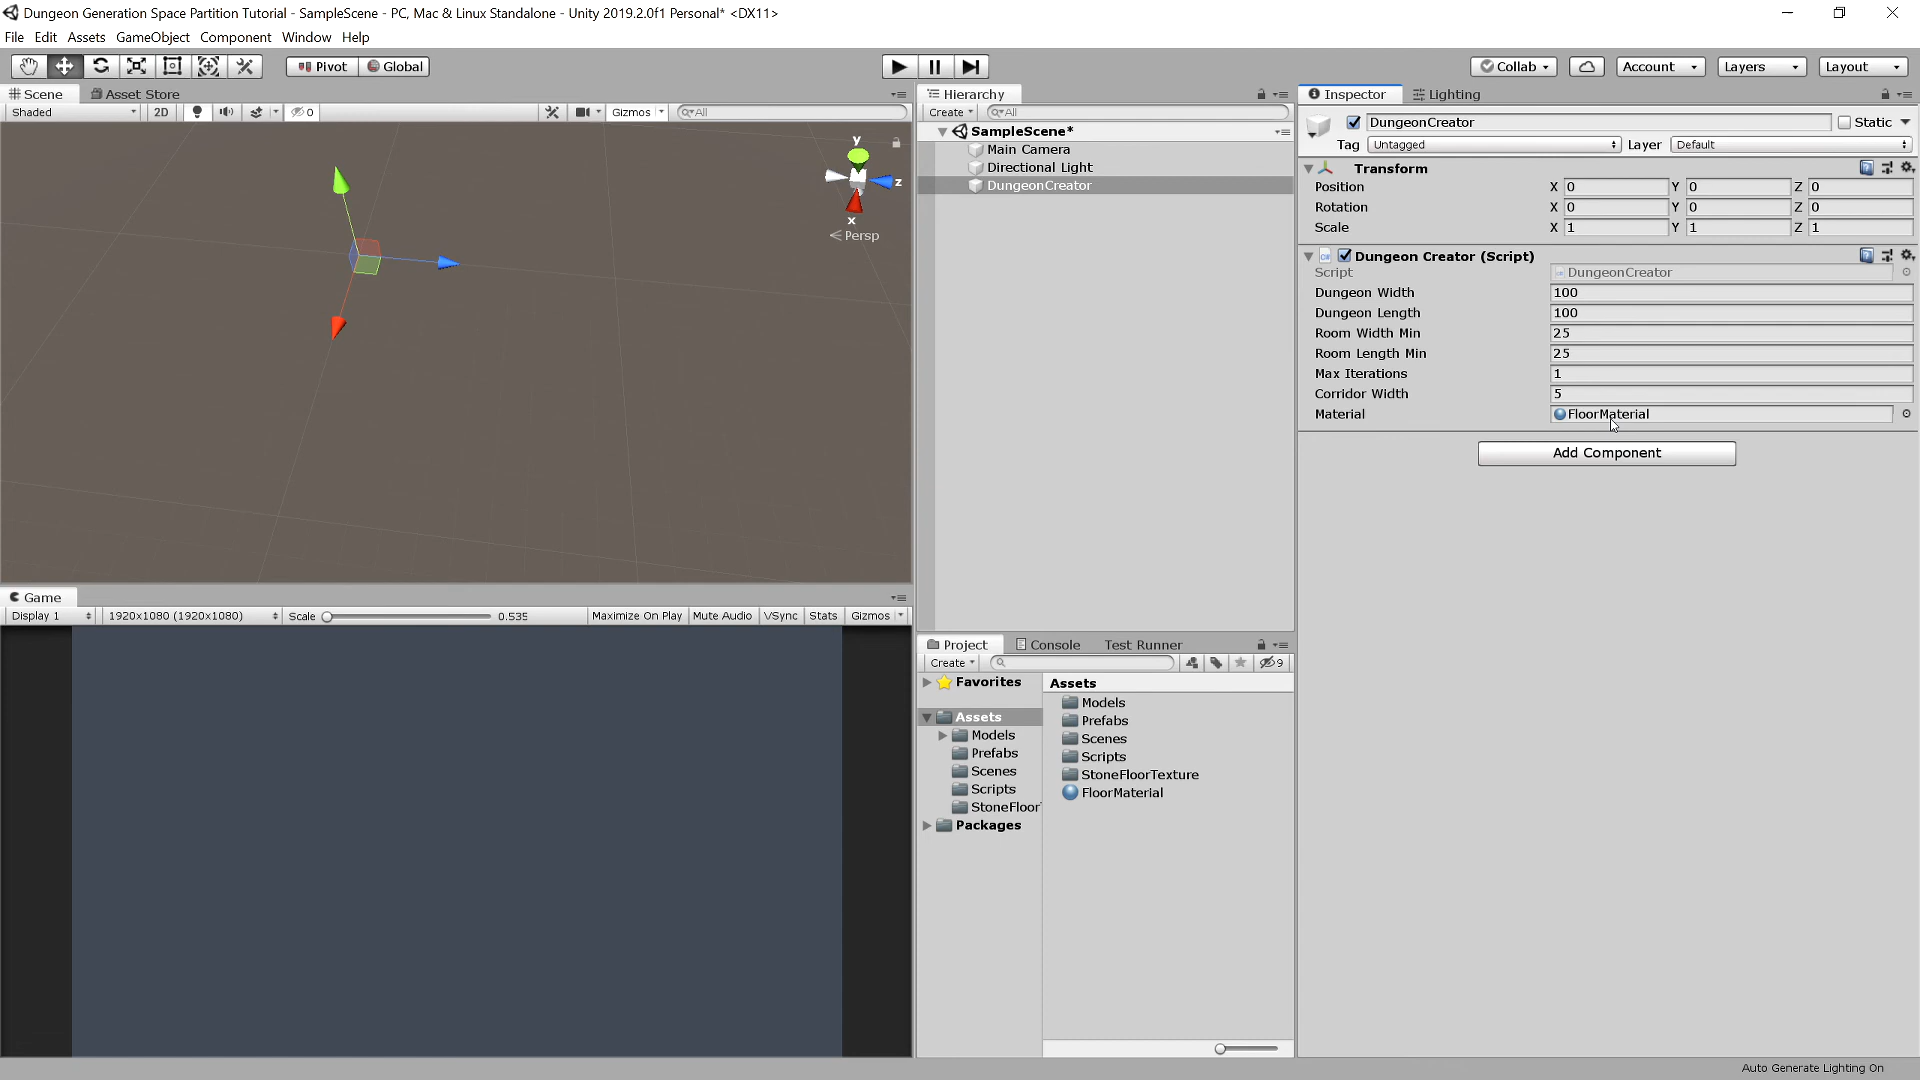 Dungeon Generation Space Partition Tutorial - SampleScene - PC, Mac & Linux Standalone - Unity 2019.2.0f1 Personal* <DX11>
File Edit Assets GameObject Component Window Help
Pivot Global
Collab Account Layers Layout
Scene Asset Store
Shaded 2D 0 Gizmos All
y
z
x
Persp
Game
Display 1 1920x1080 (1920x1080) Scale 0.535 Maximize On Play Mute Audio VSync Stats Gizmos
Hierarchy
Create All
SampleScene*
Main Camera
Directional Light
DungeonCreator
Project Console Test Runner
Create 9
Favorites
Assets
Models
Prefabs
Scenes
Scripts
StoneFloorT
Packages
Assets
Models
Prefabs
Scenes
Scripts
StoneFloorTexture
FloorMaterial
Inspector Lighting
DungeonCreator Static
Tag Untagged Layer Default
Transform
Position X 0 Y 0 Z 0
Rotation X 0 Y 0 Z 0
Scale X 1 Y 1 Z 1
Dungeon Creator (Script)
Script DungeonCreator
Dungeon Width 100
Dungeon Length 100
Room Width Min 25
Room Length Min 25
Max Iterations 1
Corridor Width 5
Material FloorMaterial
Add Component
Auto Generate Lighting On